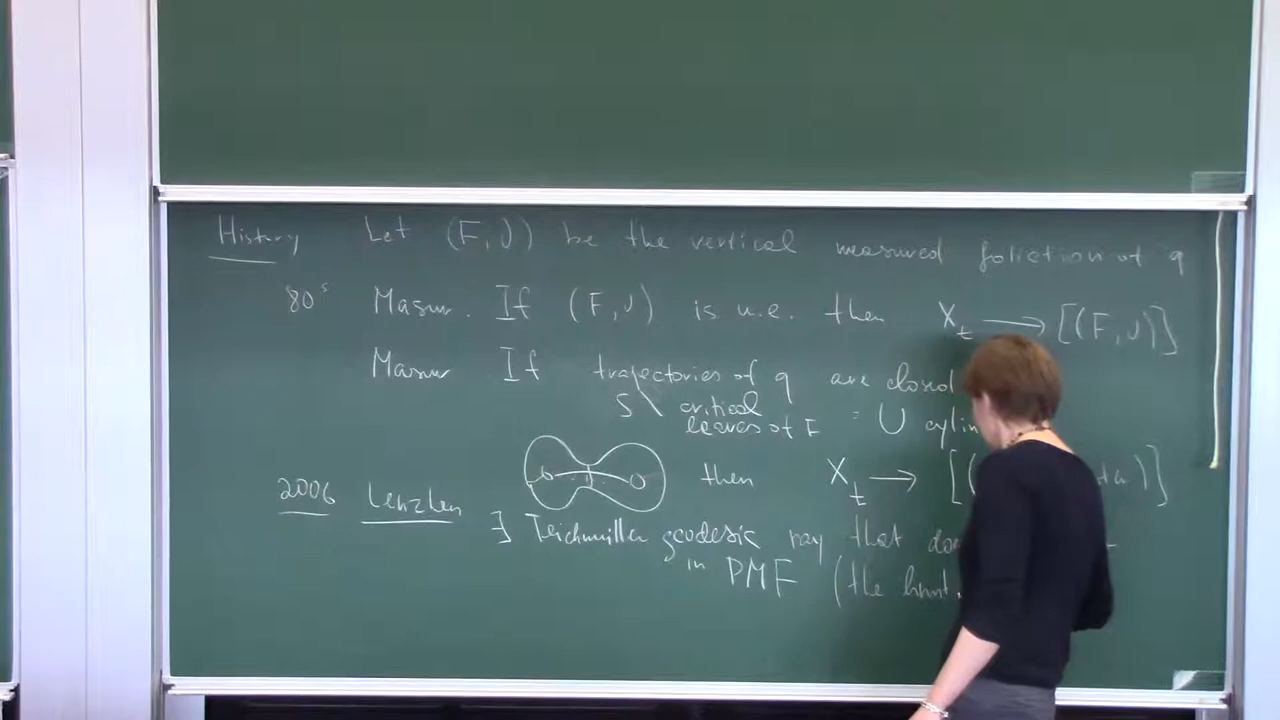 History Let (F, ν) be the vertical measured foliation of q
80's Masur. If (F, ν) is u.e. then X_t ⟶ [(F, ν)]
Masur If trajectories of q are closed
S \ critical leaves of F = ∪ cylin
then X_t ⟶ [(
2006 Lenzhen
∃ Teichmüller geodesic ray that do
in PMF (the limit